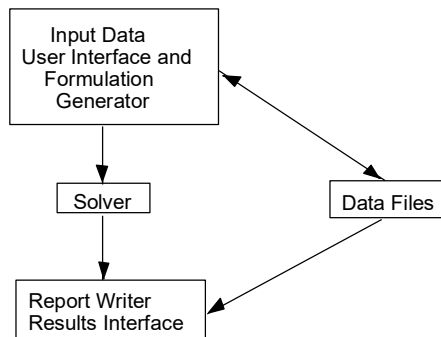 Input Data
User Interface and
Formulation
Generator
Solver
Data Files
Report Writer
Results Interface